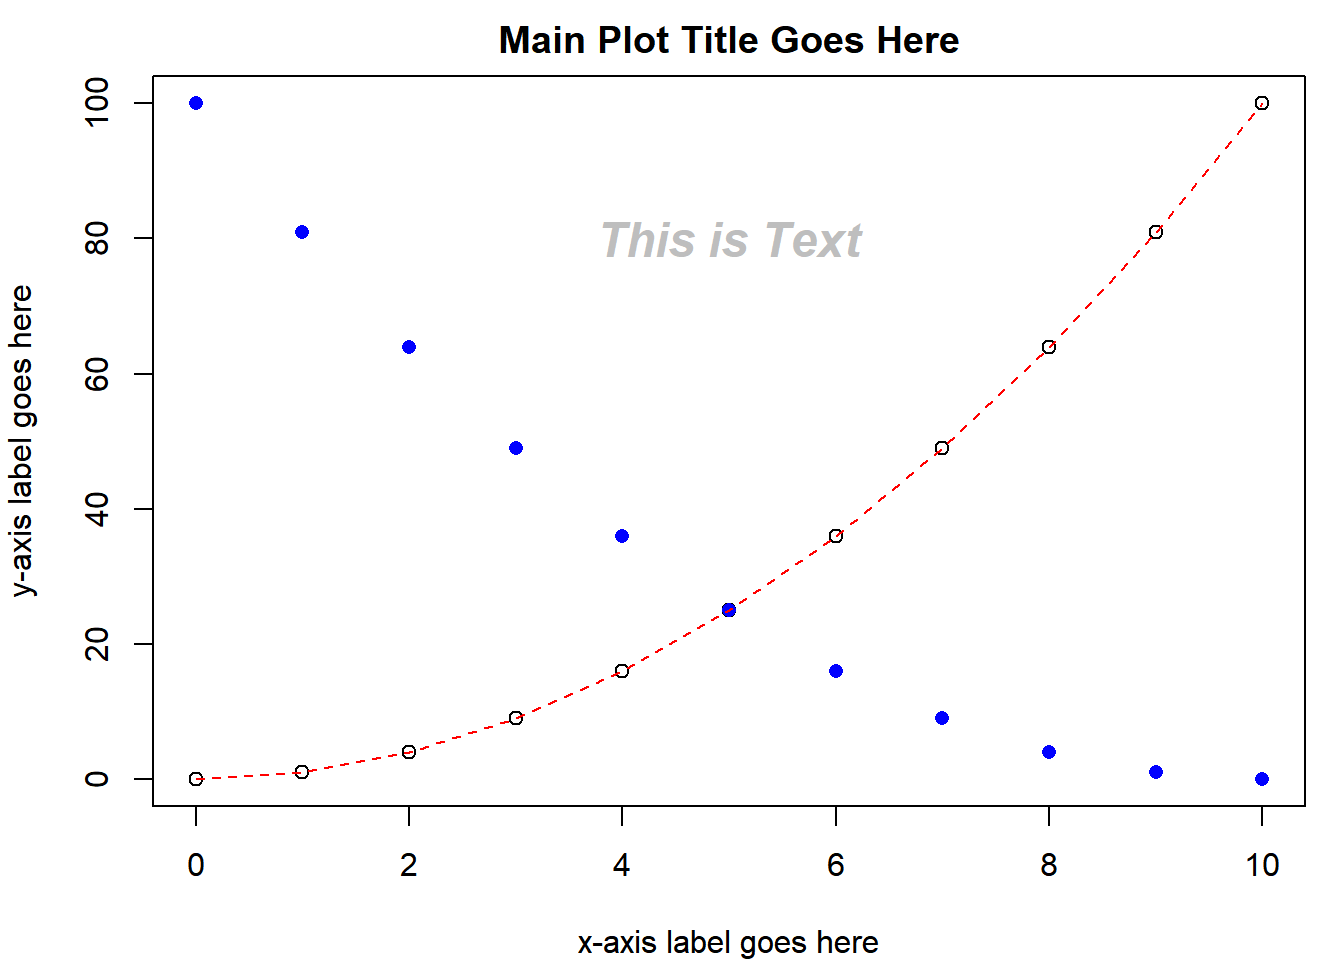 Main Plot Title Goes Here
100
80
60
40
20
0
y-axis label goes here
This is Text
0 2 4 6 8 10
x-axis label goes here